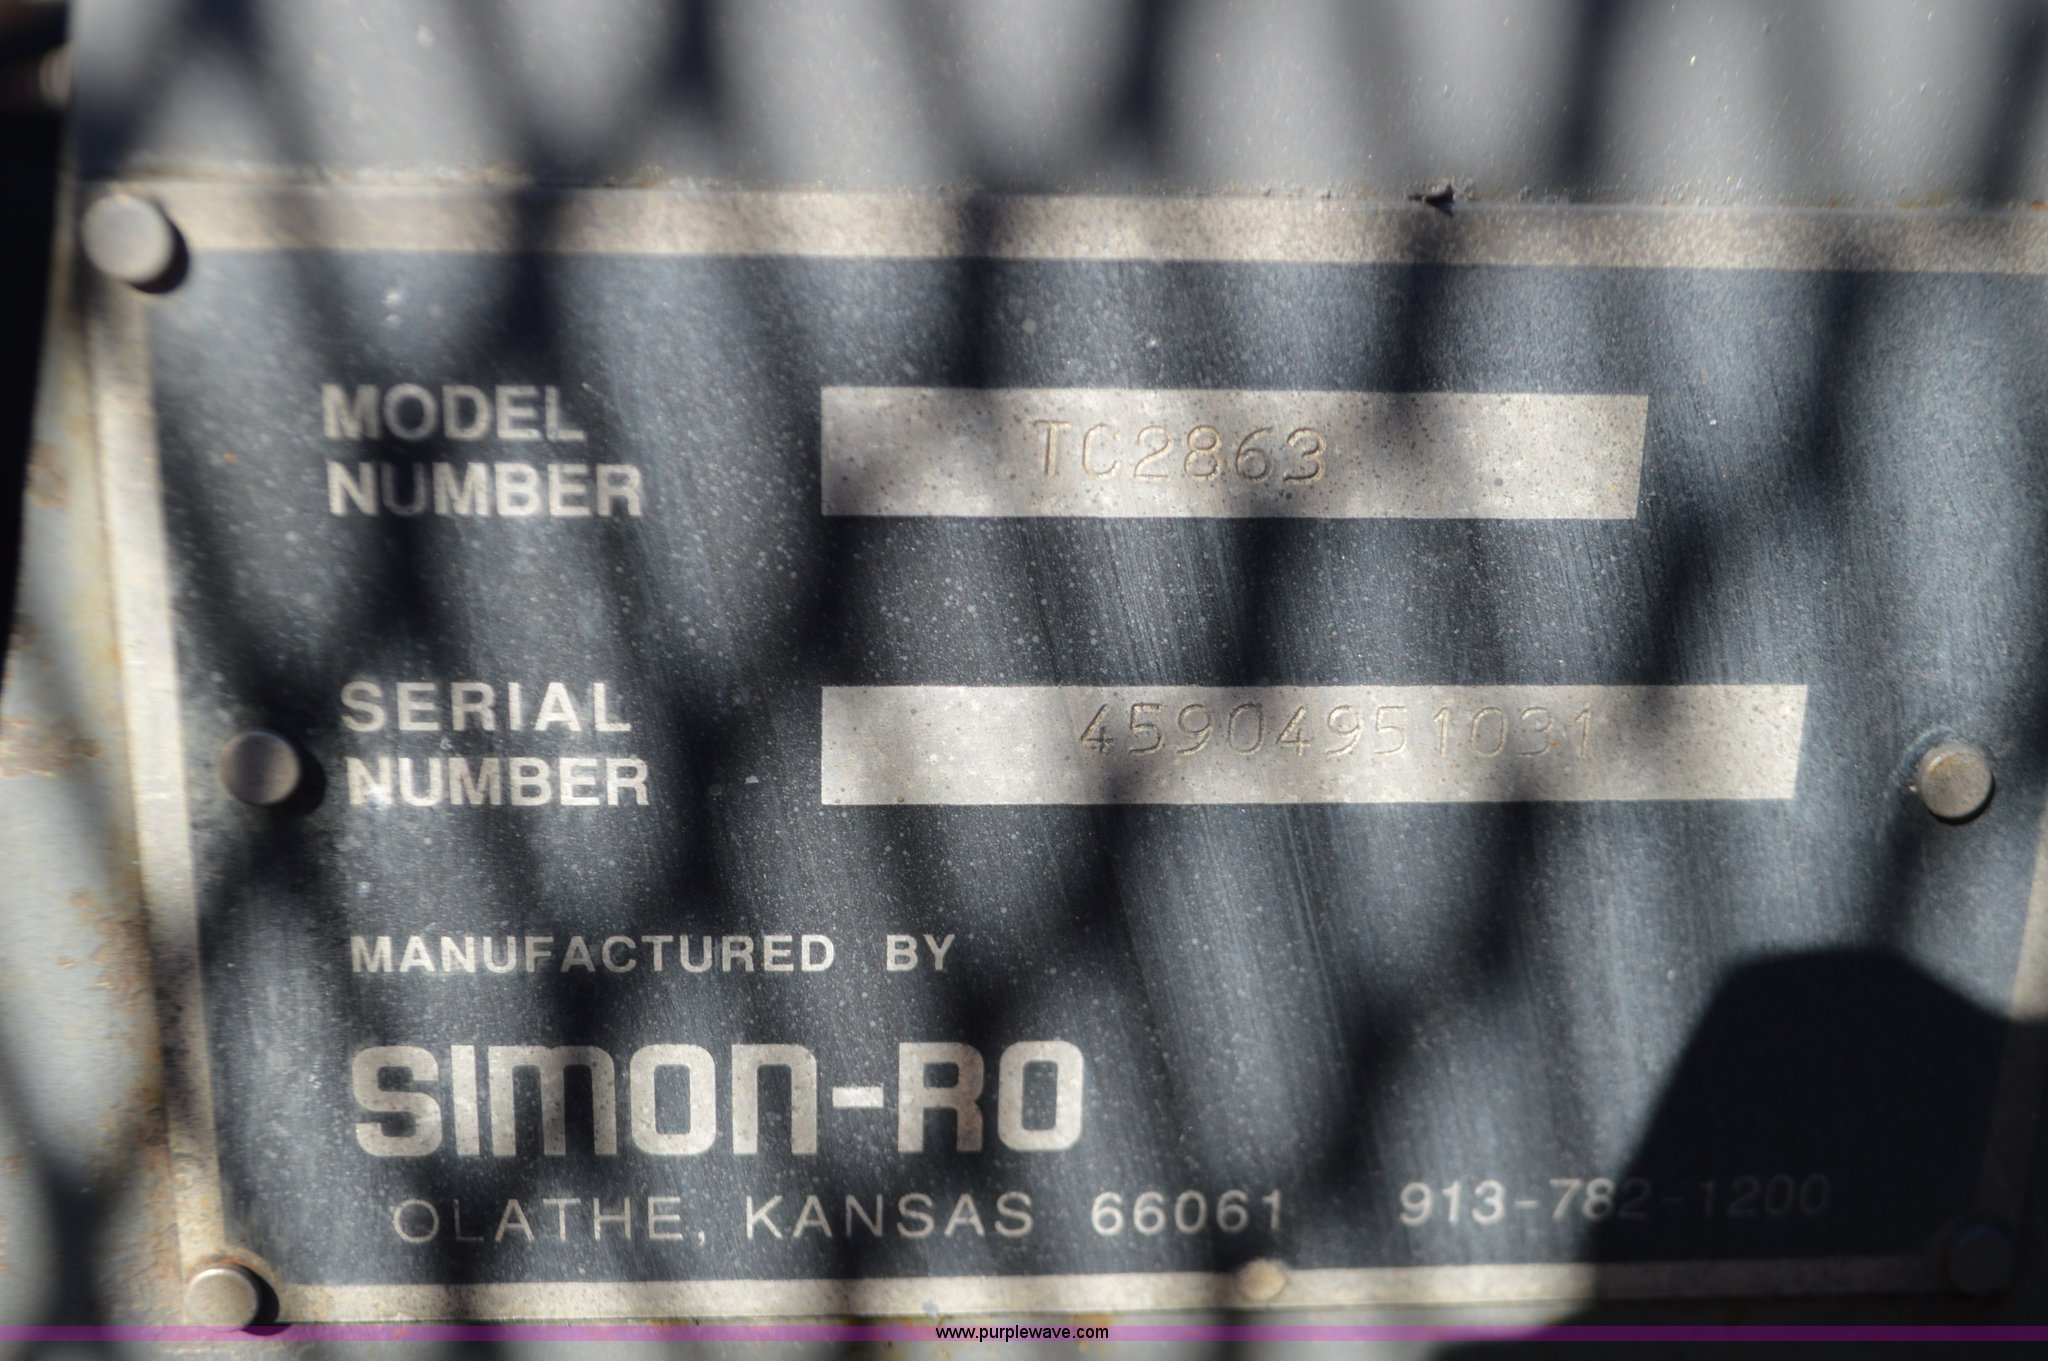 MODEL
NUMBER
TC2863
SERIAL
NUMBER
45904951031
MANUFACTURED BY
SIMON-RO
OLATHE, KANSAS 66061 913-782-1200
www.purplewave.com